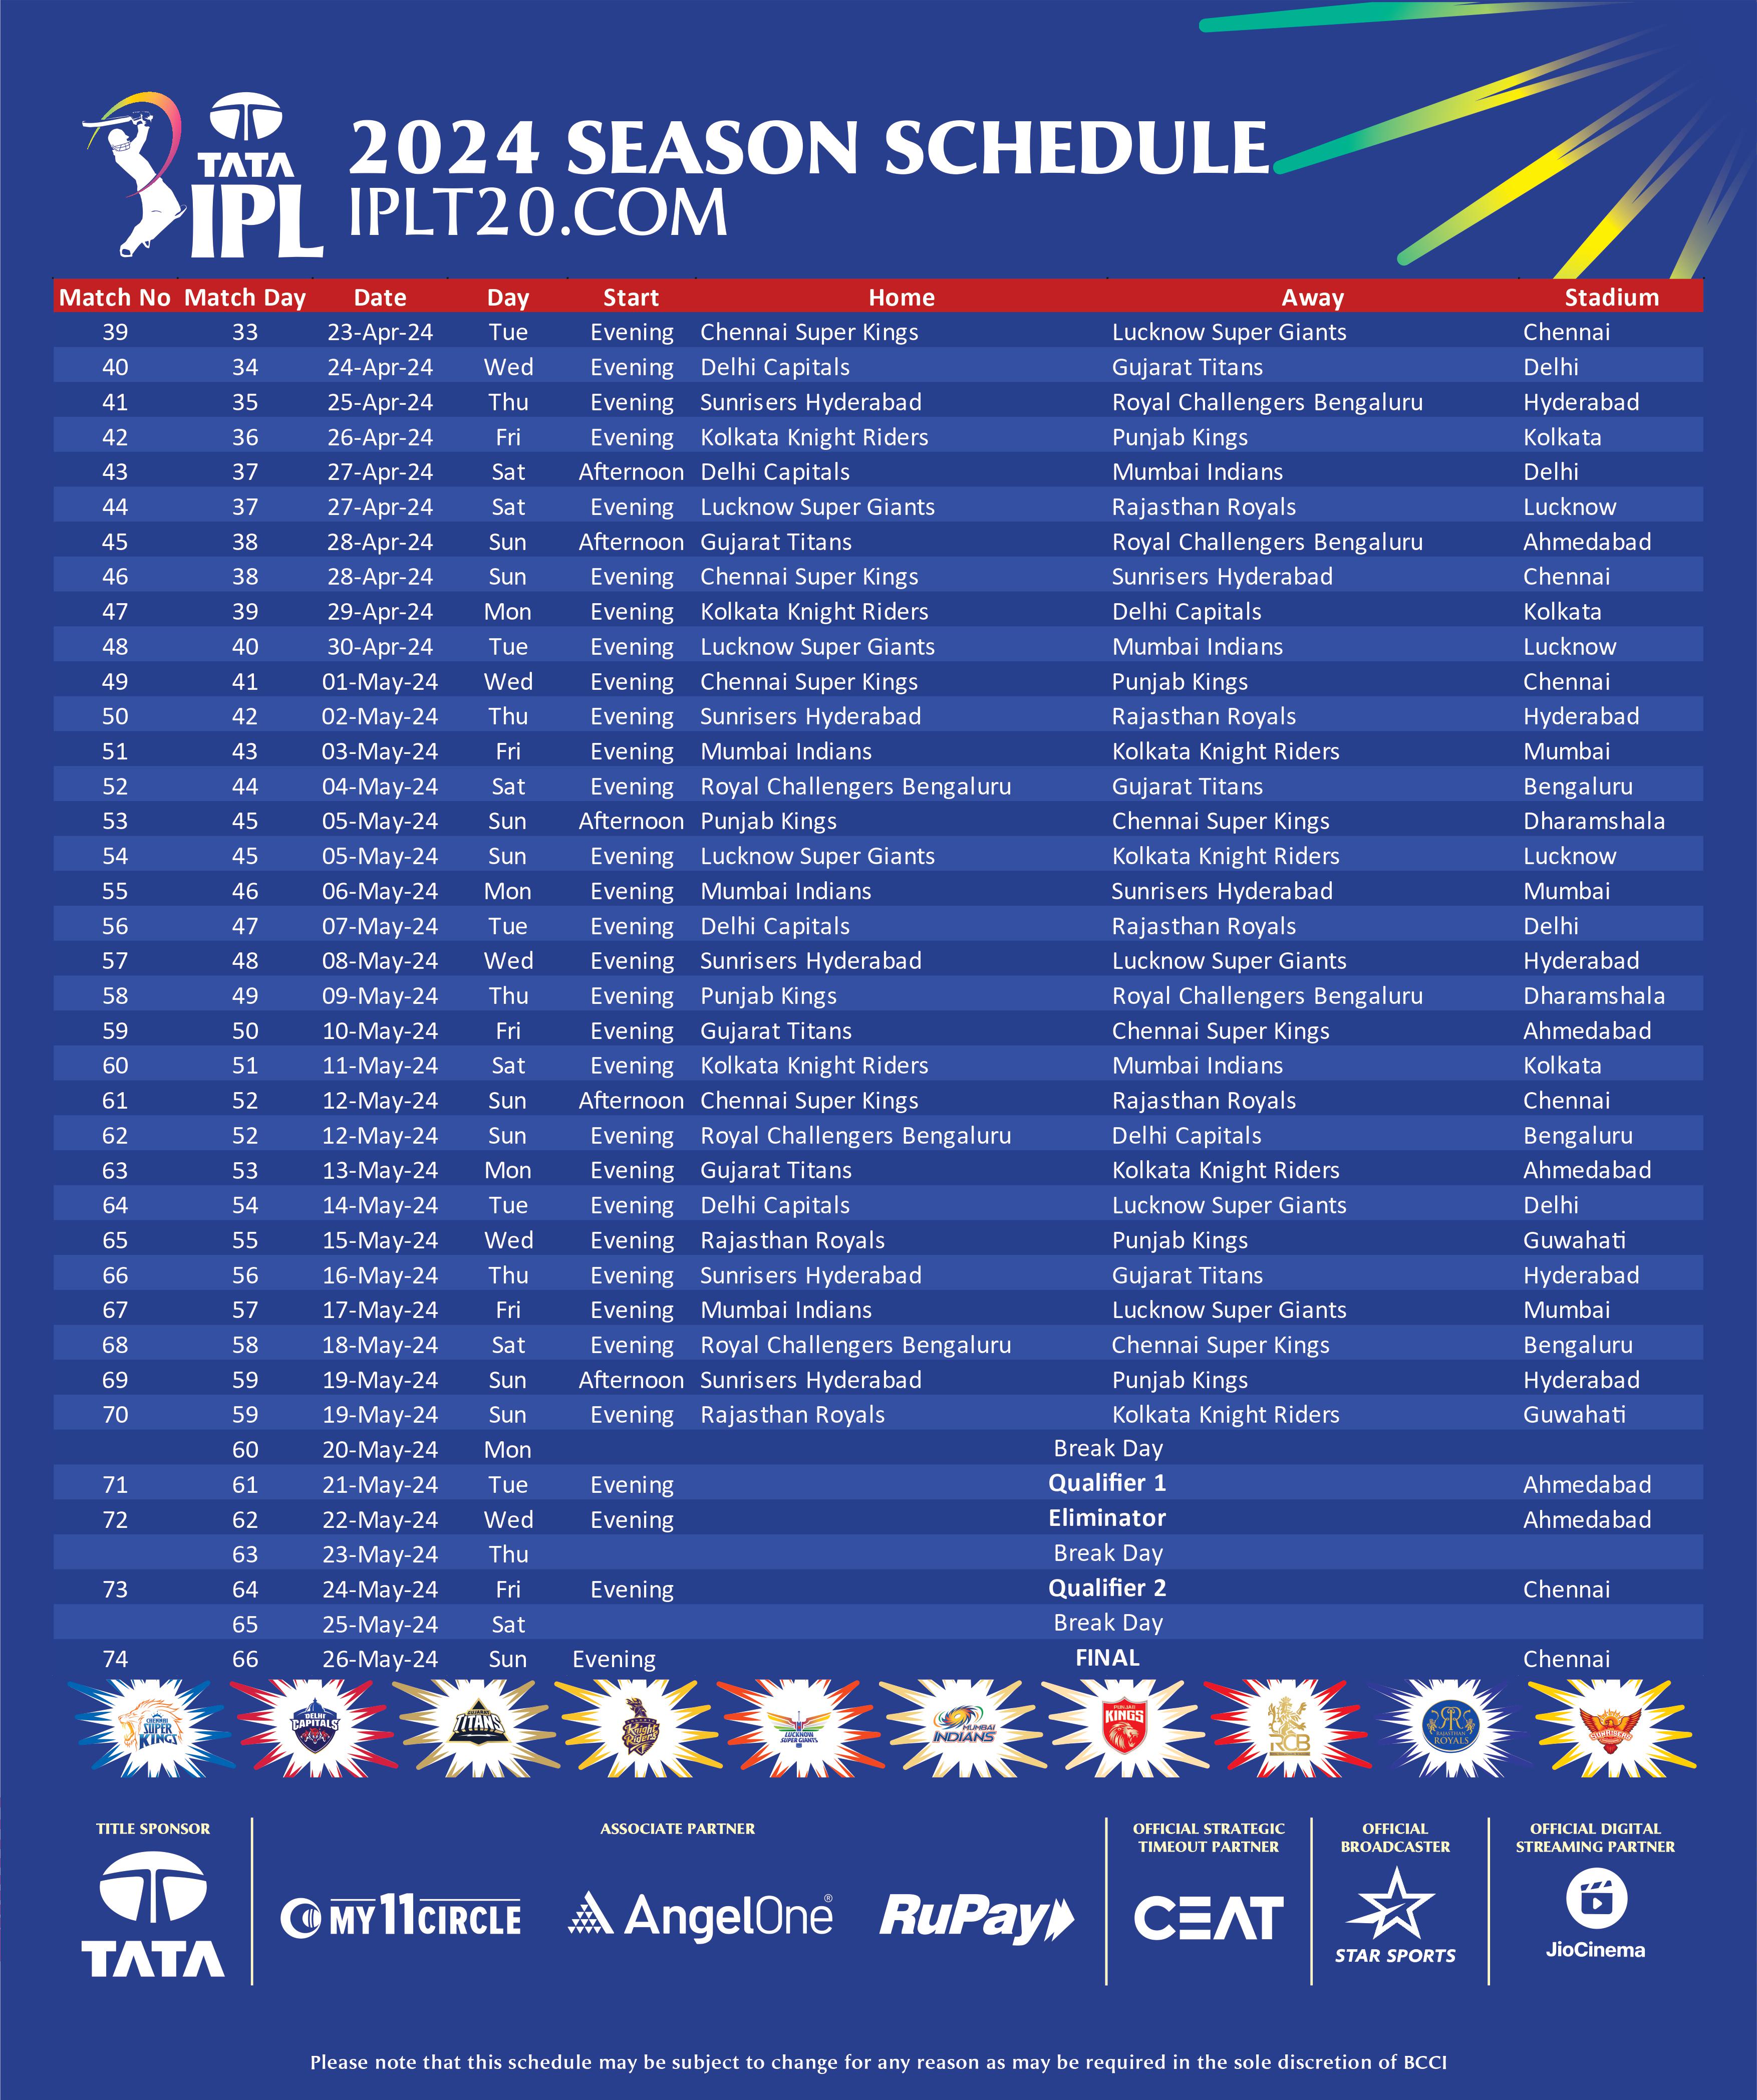 TATA
IPL
2024 SEASON SCHEDULE
IPLT20.COM
Match No Match Day Date Day Start Home Away Stadium
39 33 23-Apr-24 Tue Evening Chennai Super Kings Lucknow Super Giants Chennai
40 34 24-Apr-24 Wed Evening Delhi Capitals Gujarat Titans Delhi
41 35 25-Apr-24 Thu Evening Sunrisers Hyderabad Royal Challengers Bengaluru Hyderabad
42 36 26-Apr-24 Fri Evening Kolkata Knight Riders Punjab Kings Kolkata
43 37 27-Apr-24 Sat Afternoon Delhi Capitals Mumbai Indians Delhi
44 37 27-Apr-24 Sat Evening Lucknow Super Giants Rajasthan Royals Lucknow
45 38 28-Apr-24 Sun Afternoon Gujarat Titans Royal Challengers Bengaluru Ahmedabad
46 38 28-Apr-24 Sun Evening Chennai Super Kings Sunrisers Hyderabad Chennai
47 39 29-Apr-24 Mon Evening Kolkata Knight Riders Delhi Capitals Kolkata
48 40 30-Apr-24 Tue Evening Lucknow Super Giants Mumbai Indians Lucknow
49 41 01-May-24 Wed Evening Chennai Super Kings Punjab Kings Chennai
50 42 02-May-24 Thu Evening Sunrisers Hyderabad Rajasthan Royals Hyderabad
51 43 03-May-24 Fri Evening Mumbai Indians Kolkata Knight Riders Mumbai
52 44 04-May-24 Sat Evening Royal Challengers Bengaluru Gujarat Titans Bengaluru
53 45 05-May-24 Sun Afternoon Punjab Kings Chennai Super Kings Dharamshala
54 45 05-May-24 Sun Evening Lucknow Super Giants Kolkata Knight Riders Lucknow
55 46 06-May-24 Mon Evening Mumbai Indians Sunrisers Hyderabad Mumbai
56 47 07-May-24 Tue Evening Delhi Capitals Rajasthan Royals Delhi
57 48 08-May-24 Wed Evening Sunrisers Hyderabad Lucknow Super Giants Hyderabad
58 49 09-May-24 Thu Evening Punjab Kings Royal Challengers Bengaluru Dharamshala
59 50 10-May-24 Fri Evening Gujarat Titans Chennai Super Kings Ahmedabad
60 51 11-May-24 Sat Evening Kolkata Knight Riders Mumbai Indians Kolkata
61 52 12-May-24 Sun Afternoon Chennai Super Kings Rajasthan Royals Chennai
62 52 12-May-24 Sun Evening Royal Challengers Bengaluru Delhi Capitals Bengaluru
63 53 13-May-24 Mon Evening Gujarat Titans Kolkata Knight Riders Ahmedabad
64 54 14-May-24 Tue Evening Delhi Capitals Lucknow Super Giants Delhi
65 55 15-May-24 Wed Evening Rajasthan Royals Punjab Kings Guwahati
66 56 16-May-24 Thu Evening Sunrisers Hyderabad Gujarat Titans Hyderabad
67 57 17-May-24 Fri Evening Mumbai Indians Lucknow Super Giants Mumbai
68 58 18-May-24 Sat Evening Royal Challengers Bengaluru Chennai Super Kings Bengaluru
69 59 19-May-24 Sun Afternoon Sunrisers Hyderabad Punjab Kings Hyderabad
70 59 19-May-24 Sun Evening Rajasthan Royals Kolkata Knight Riders Guwahati
60 20-May-24 Mon Break Day
71 61 21-May-24 Tue Evening Qualifier 1 Ahmedabad
72 62 22-May-24 Wed Evening Eliminator Ahmedabad
63 23-May-24 Thu Break Day
73 64 24-May-24 Fri Evening Qualifier 2 Chennai
65 25-May-24 Sat Break Day
74 66 26-May-24 Sun Evening FINAL Chennai
CHENNAI SUPER KINGS
DELHI CAPITALS
GUJARAT TITANS
Knight Riders
LUCKNOW SUPER GIANTS
MUMBAI INDIANS
PUNJAB KINGS
RCB
RR RAJASTHAN ROYALS
SUNRISERS
TITLE SPONSOR
TATA
ASSOCIATE PARTNER
MY11CIRCLE
AngelOne®
RuPay
OFFICIAL STRATEGIC
TIMEOUT PARTNER
CEAT
OFFICIAL
BROADCASTER
STAR SPORTS
OFFICIAL DIGITAL
STREAMING PARTNER
JioCinema
Please note that this schedule may be subject to change for any reason as may be required in the sole discretion of BCCI